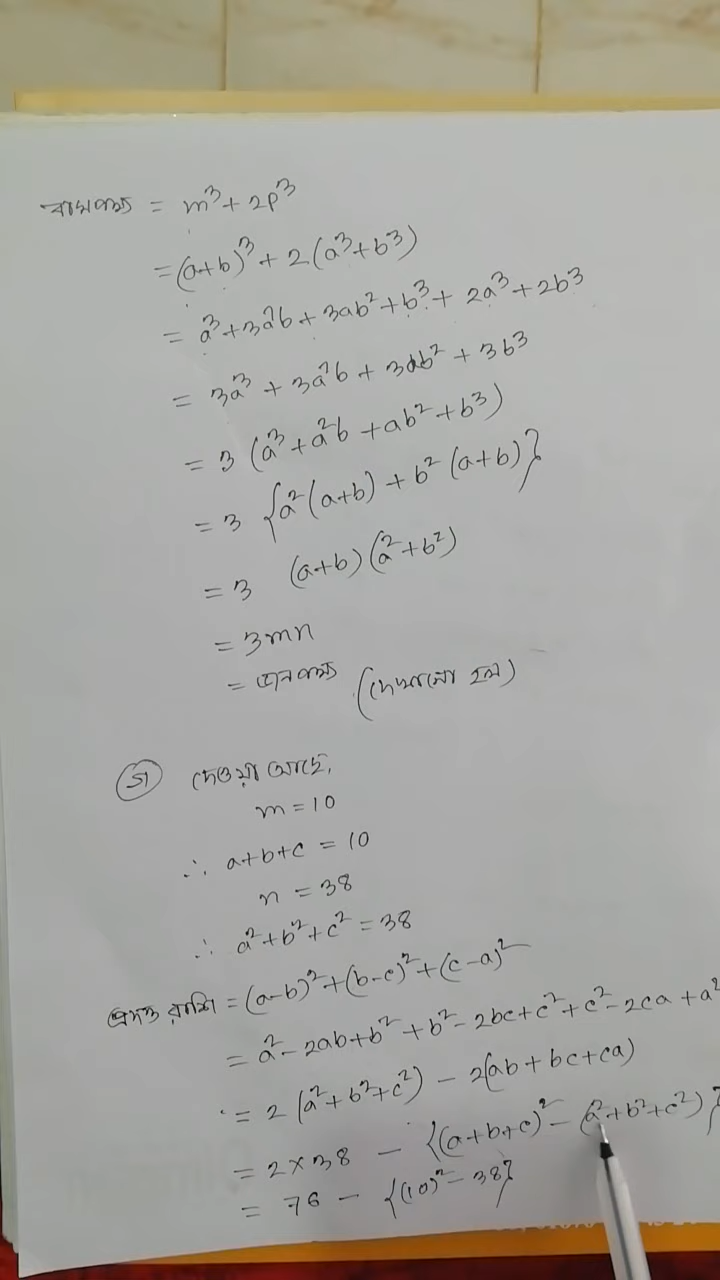 বামপক্ষ = m³ + 2p³
= (a+b)³ + 2(a³+b³)
= a³ + 3a²b + 3ab² + b³ + 2a³ + 2b³
= 3a³ + 3a²b + 3ab² + 3b³
= 3 (a³ + a²b + ab² + b³)
= 3 {a²(a+b) + b² (a+b)}
= 3 (a+b) (a²+b²)
= 3mn
= ডানপক্ষ (দেখানো হল)
গ দেওয়া আছে,
m = 10
∴ a+b+c = 10
n = 38
∴ a²+b²+c² = 38
প্রদত্ত রাশি = (a-b)² + (b-c)² + (c-a)²
= a² - 2ab + b² + b² - 2bc + c² + c² - 2ca + a²
= 2 (a²+b²+c²) - 2(ab + bc + ca)
= 2×38 - {(a+b+c)² - (a²+b²+c²)}
= 76 - {(10)² - 38}